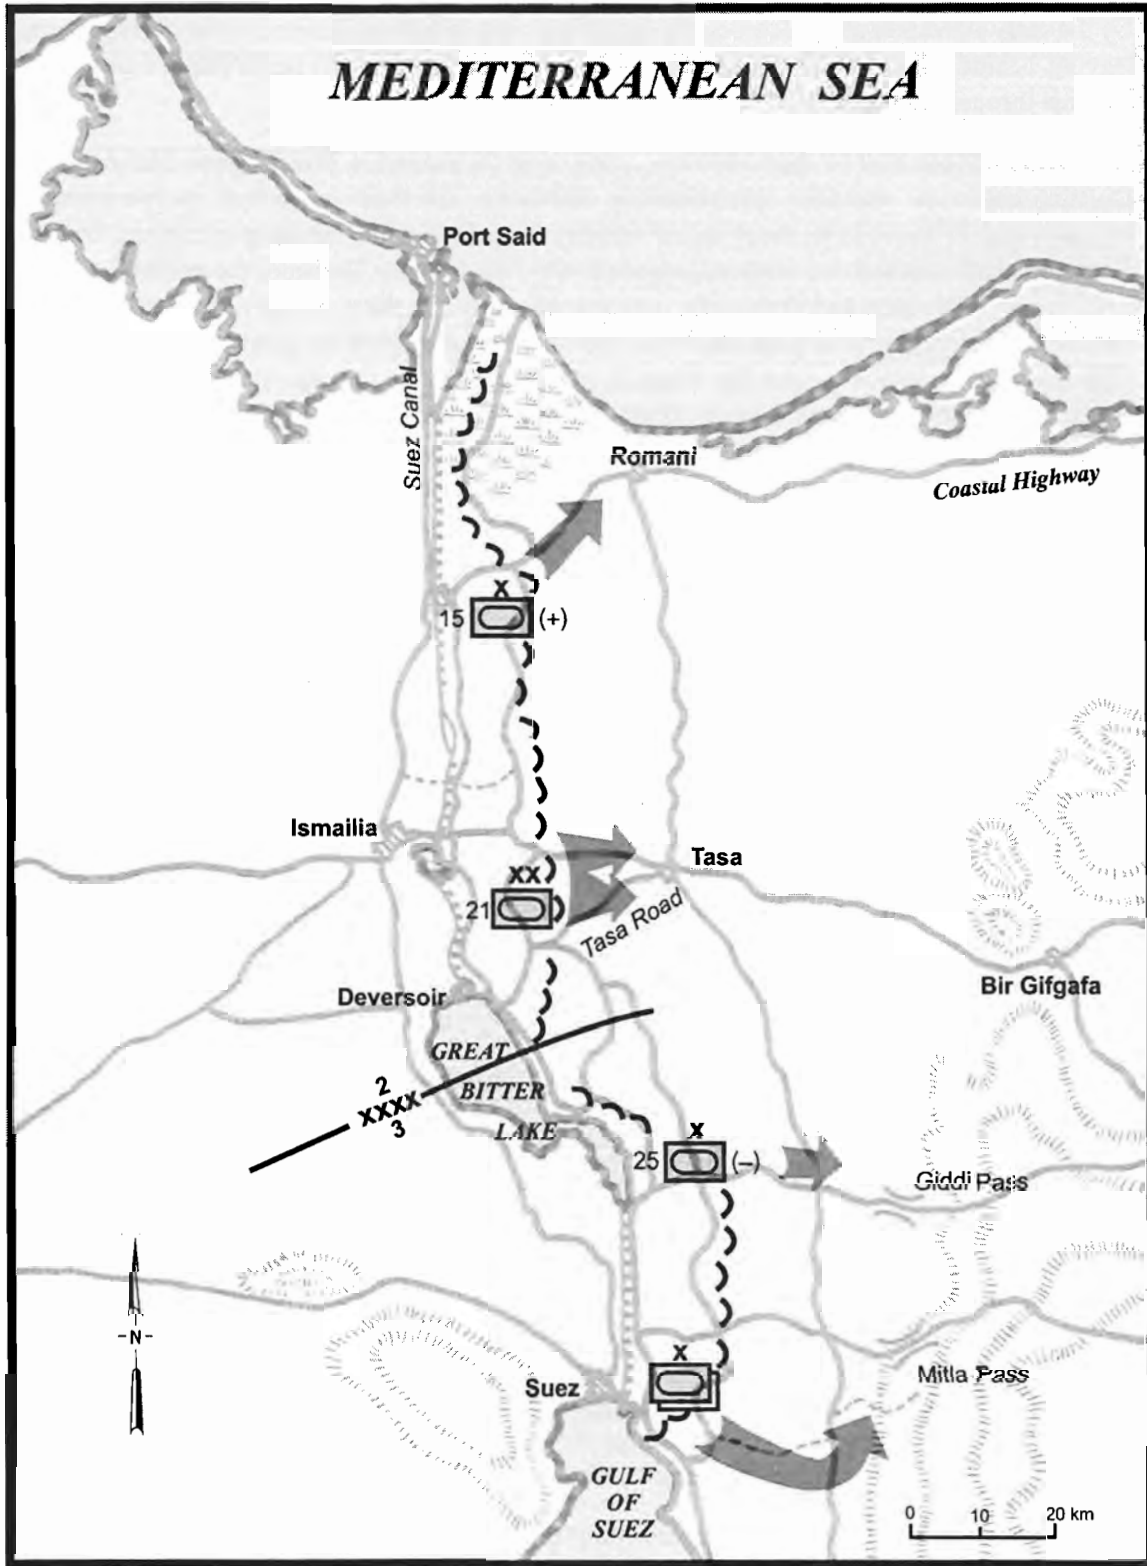 MEDITERRANEAN SEA
Port Said
Suez Canal
Romani
Coastal Highway
X
15 (+)
Ismailia
Tasa
XX
21
Tasa Road
Bir Gifgafa
Deversoir
GREAT
BITTER
LAKE
2
XXXX
3
X
25 (–)
Giddi Pass
-N-
X
Mitla Pass
Suez
GULF
OF
SUEZ
0 10 20 km